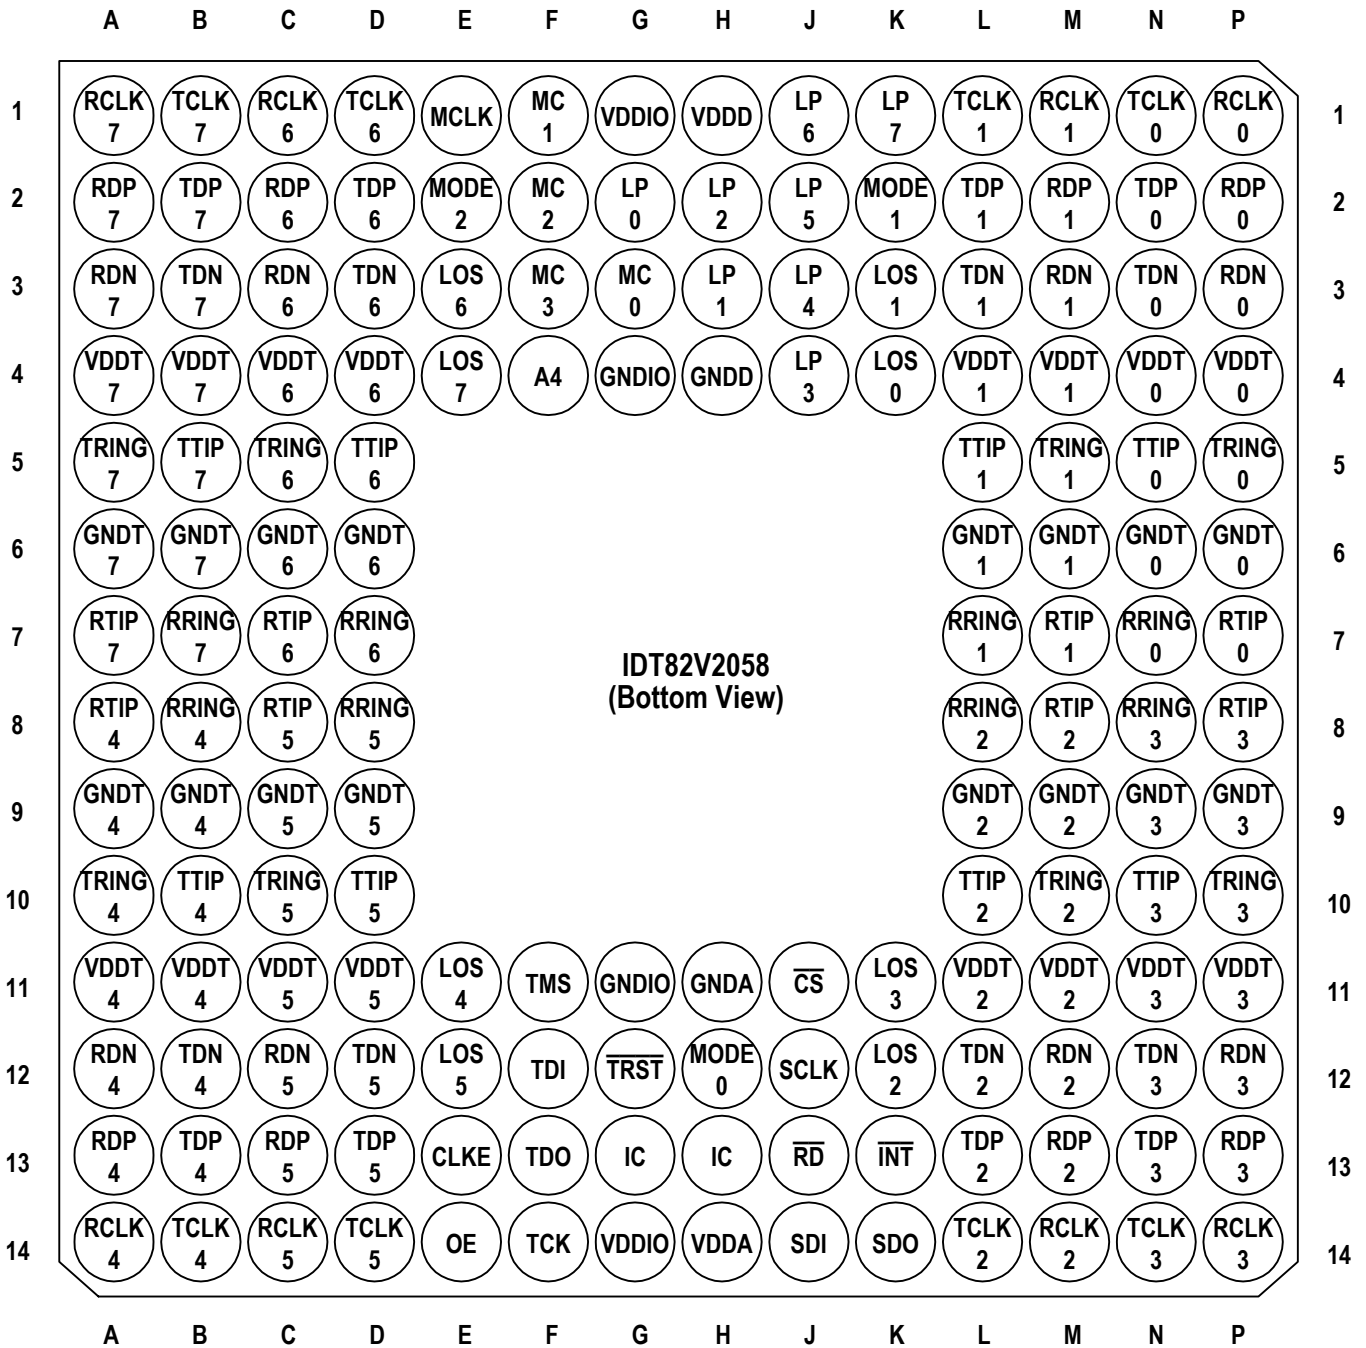 A B C D E F G H J K L M N P
1 RCLK 7 TCLK 7 RCLK 6 TCLK 6 MCLK MC 1 VDDIO VDDD LP 6 LP 7 TCLK 1 RCLK 1 TCLK 0 RCLK 0 1
2 RDP 7 TDP 7 RDP 6 TDP 6 MODE 2 MC 2 LP 0 LP 2 LP 5 MODE 1 TDP 1 RDP 1 TDP 0 RDP 0 2
3 RDN 7 TDN 7 RDN 6 TDN 6 LOS 6 MC 3 MC 0 LP 1 LP 4 LOS 1 TDN 1 RDN 1 TDN 0 RDN 0 3
4 VDDT 7 VDDT 7 VDDT 6 VDDT 6 LOS 7 A4 GNDIO GNDD LP 3 LOS 0 VDDT 1 VDDT 1 VDDT 0 VDDT 0 4
5 TRING 7 TTIP 7 TRING 6 TTIP 6 TTIP 1 TRING 1 TTIP 0 TRING 0 5
6 GNDT 7 GNDT 7 GNDT 6 GNDT 6 GNDT 1 GNDT 1 GNDT 0 GNDT 0 6
7 RTIP 7 RRING 7 RTIP 6 RRING 6 RRING 1 RTIP 1 RRING 0 RTIP 0 7
IDT82V2058
(Bottom View)
8 RTIP 4 RRING 4 RTIP 5 RRING 5 RRING 2 RTIP 2 RRING 3 RTIP 3 8
9 GNDT 4 GNDT 4 GNDT 5 GNDT 5 GNDT 2 GNDT 2 GNDT 3 GNDT 3 9
10 TRING 4 TTIP 4 TRING 5 TTIP 5 TTIP 2 TRING 2 TTIP 3 TRING 3 10
11 VDDT 4 VDDT 4 VDDT 5 VDDT 5 LOS 4 TMS GNDIO GNDA CS LOS 3 VDDT 2 VDDT 2 VDDT 3 VDDT 3 11
12 RDN 4 TDN 4 RDN 5 TDN 5 LOS 5 TDI TRST MODE 0 SCLK LOS 2 TDN 2 RDN 2 TDN 3 RDN 3 12
13 RDP 4 TDP 4 RDP 5 TDP 5 CLKE TDO IC IC RD INT TDP 2 RDP 2 TDP 3 RDP 3 13
14 RCLK 4 TCLK 4 RCLK 5 TCLK 5 OE TCK VDDIO VDDA SDI SDO TCLK 2 RCLK 2 TCLK 3 RCLK 3 14
A B C D E F G H J K L M N P